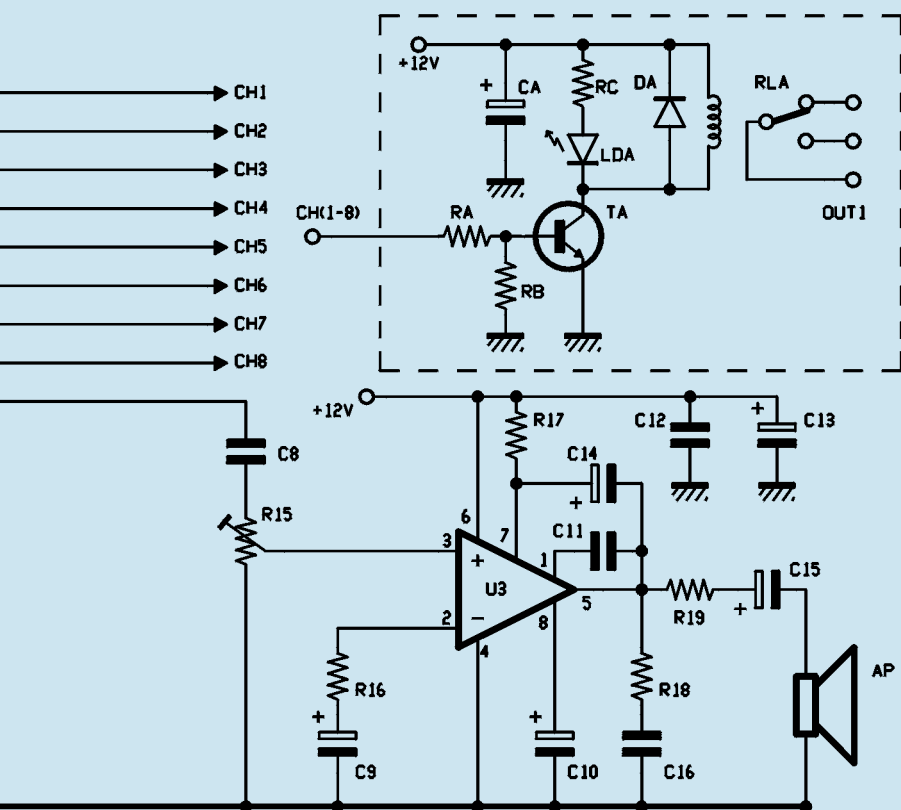 CH1
CH2
CH3
CH4
CH5
CH6
CH7
CH8
+12V
+
CA
RC
DA
RLA
LDA
CH(1-8)
RA
TA
OUT1
RB
+12V
R17
C12
+
C13
C8
C14
+
R15
6
7
C11
3
1
+
U3
5
C15
+
R19
2
−
8
4
R16
R18
AP
+
+
C9
C10
C16